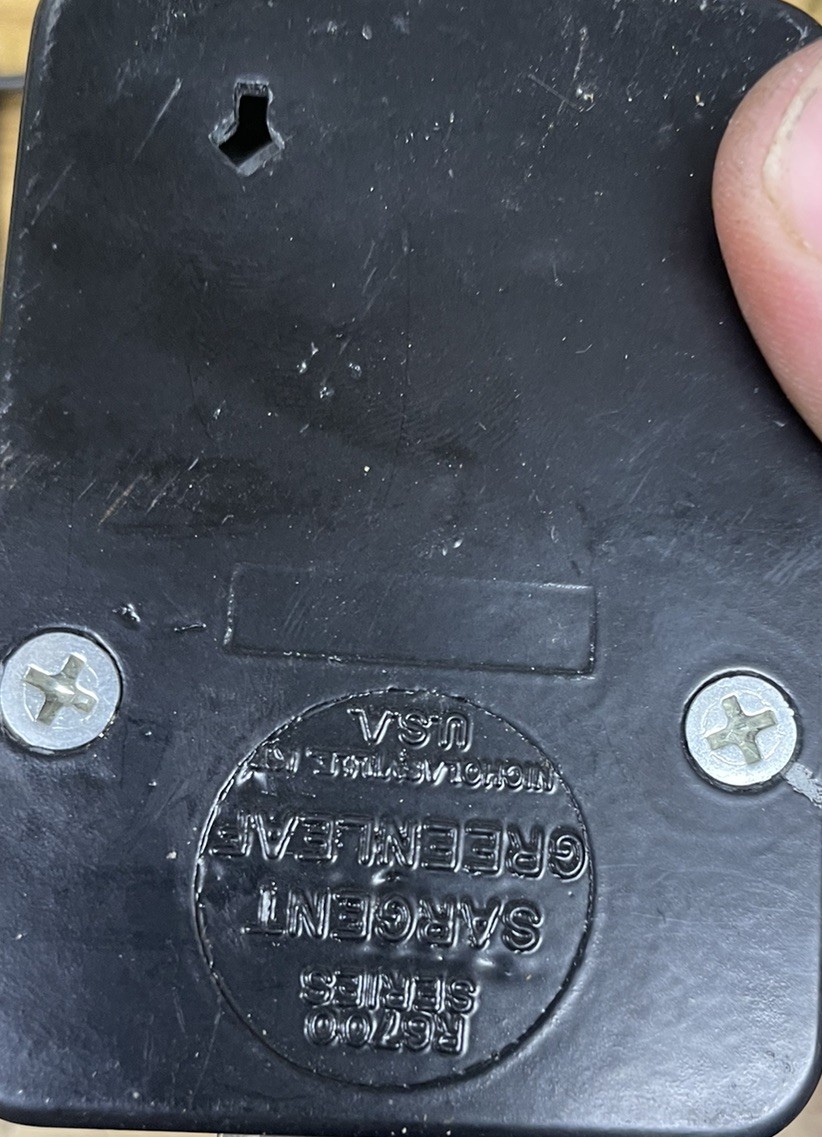 R6700
SERIES
SARGENT
GREENLEAF
NICHOLASVILLE, KY
U.S.A.